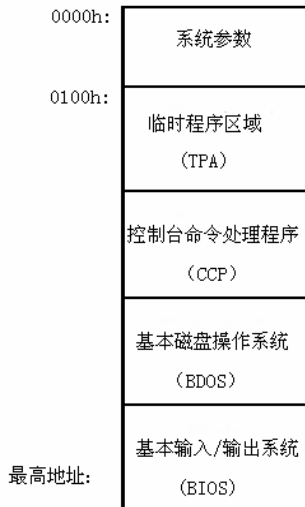 0000h:
系统参数
0100h:
临时程序区域
(TPA)
控制台命令处理程序
(CCP)
基本磁盘操作系统
(BDOS)
基本输入/输出系统
最高地址:
(BIOS)